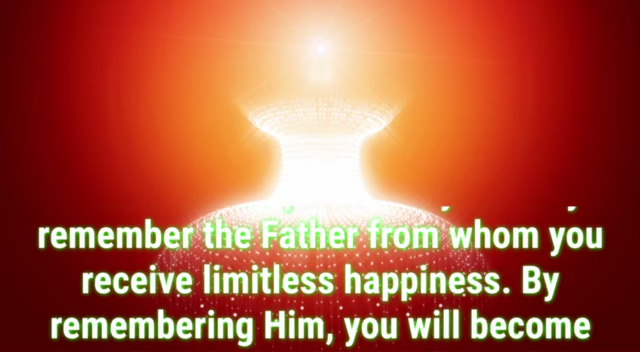 remember the Father from whom you
receive limitless happiness. By
remembering Him, you will become